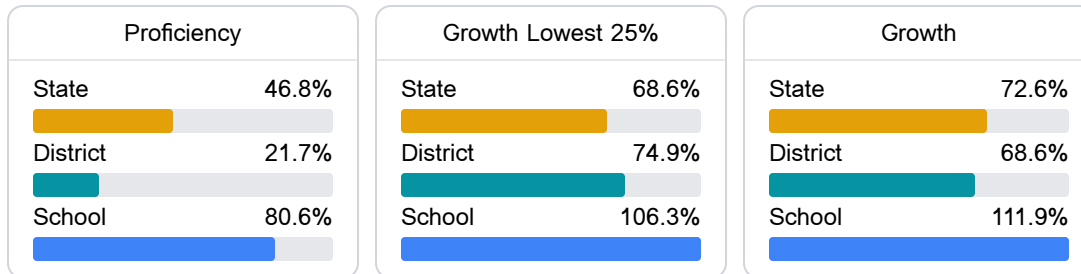 Proficiency
State 46.8%
District 21.7%
School 80.6%
Growth Lowest 25%
State 68.6%
District 74.9%
School 106.3%
Growth
State 72.6%
District 68.6%
School 111.9%